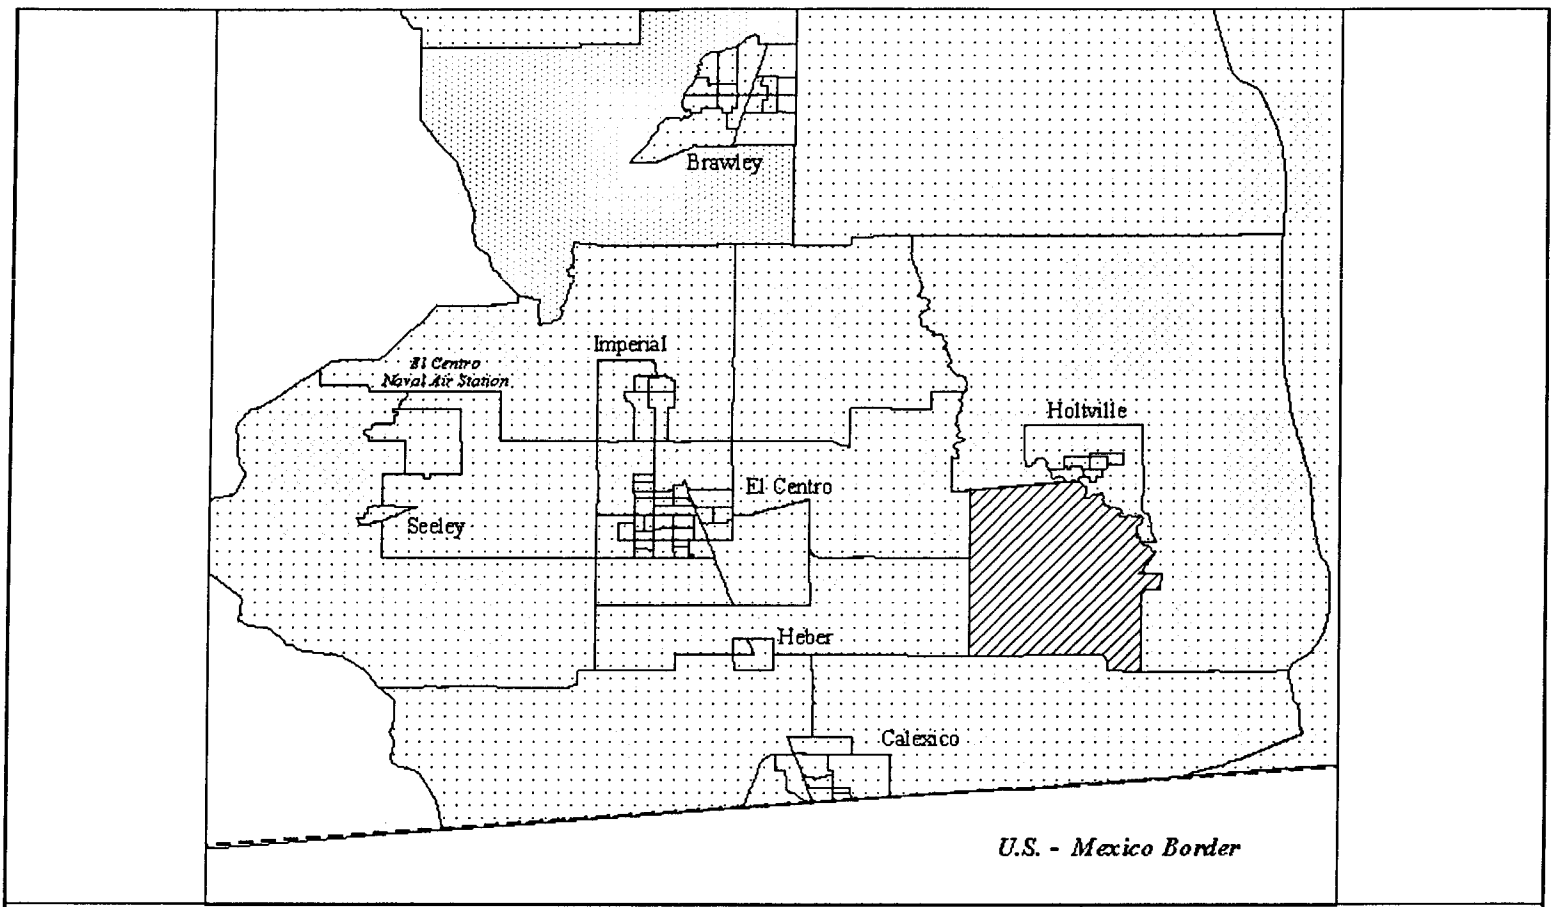 Brawley
Imperial
El Centro
Naval Air Station
Holtville
El Centro
Seeley
Heber
Calexico
U.S. - Mexico Border